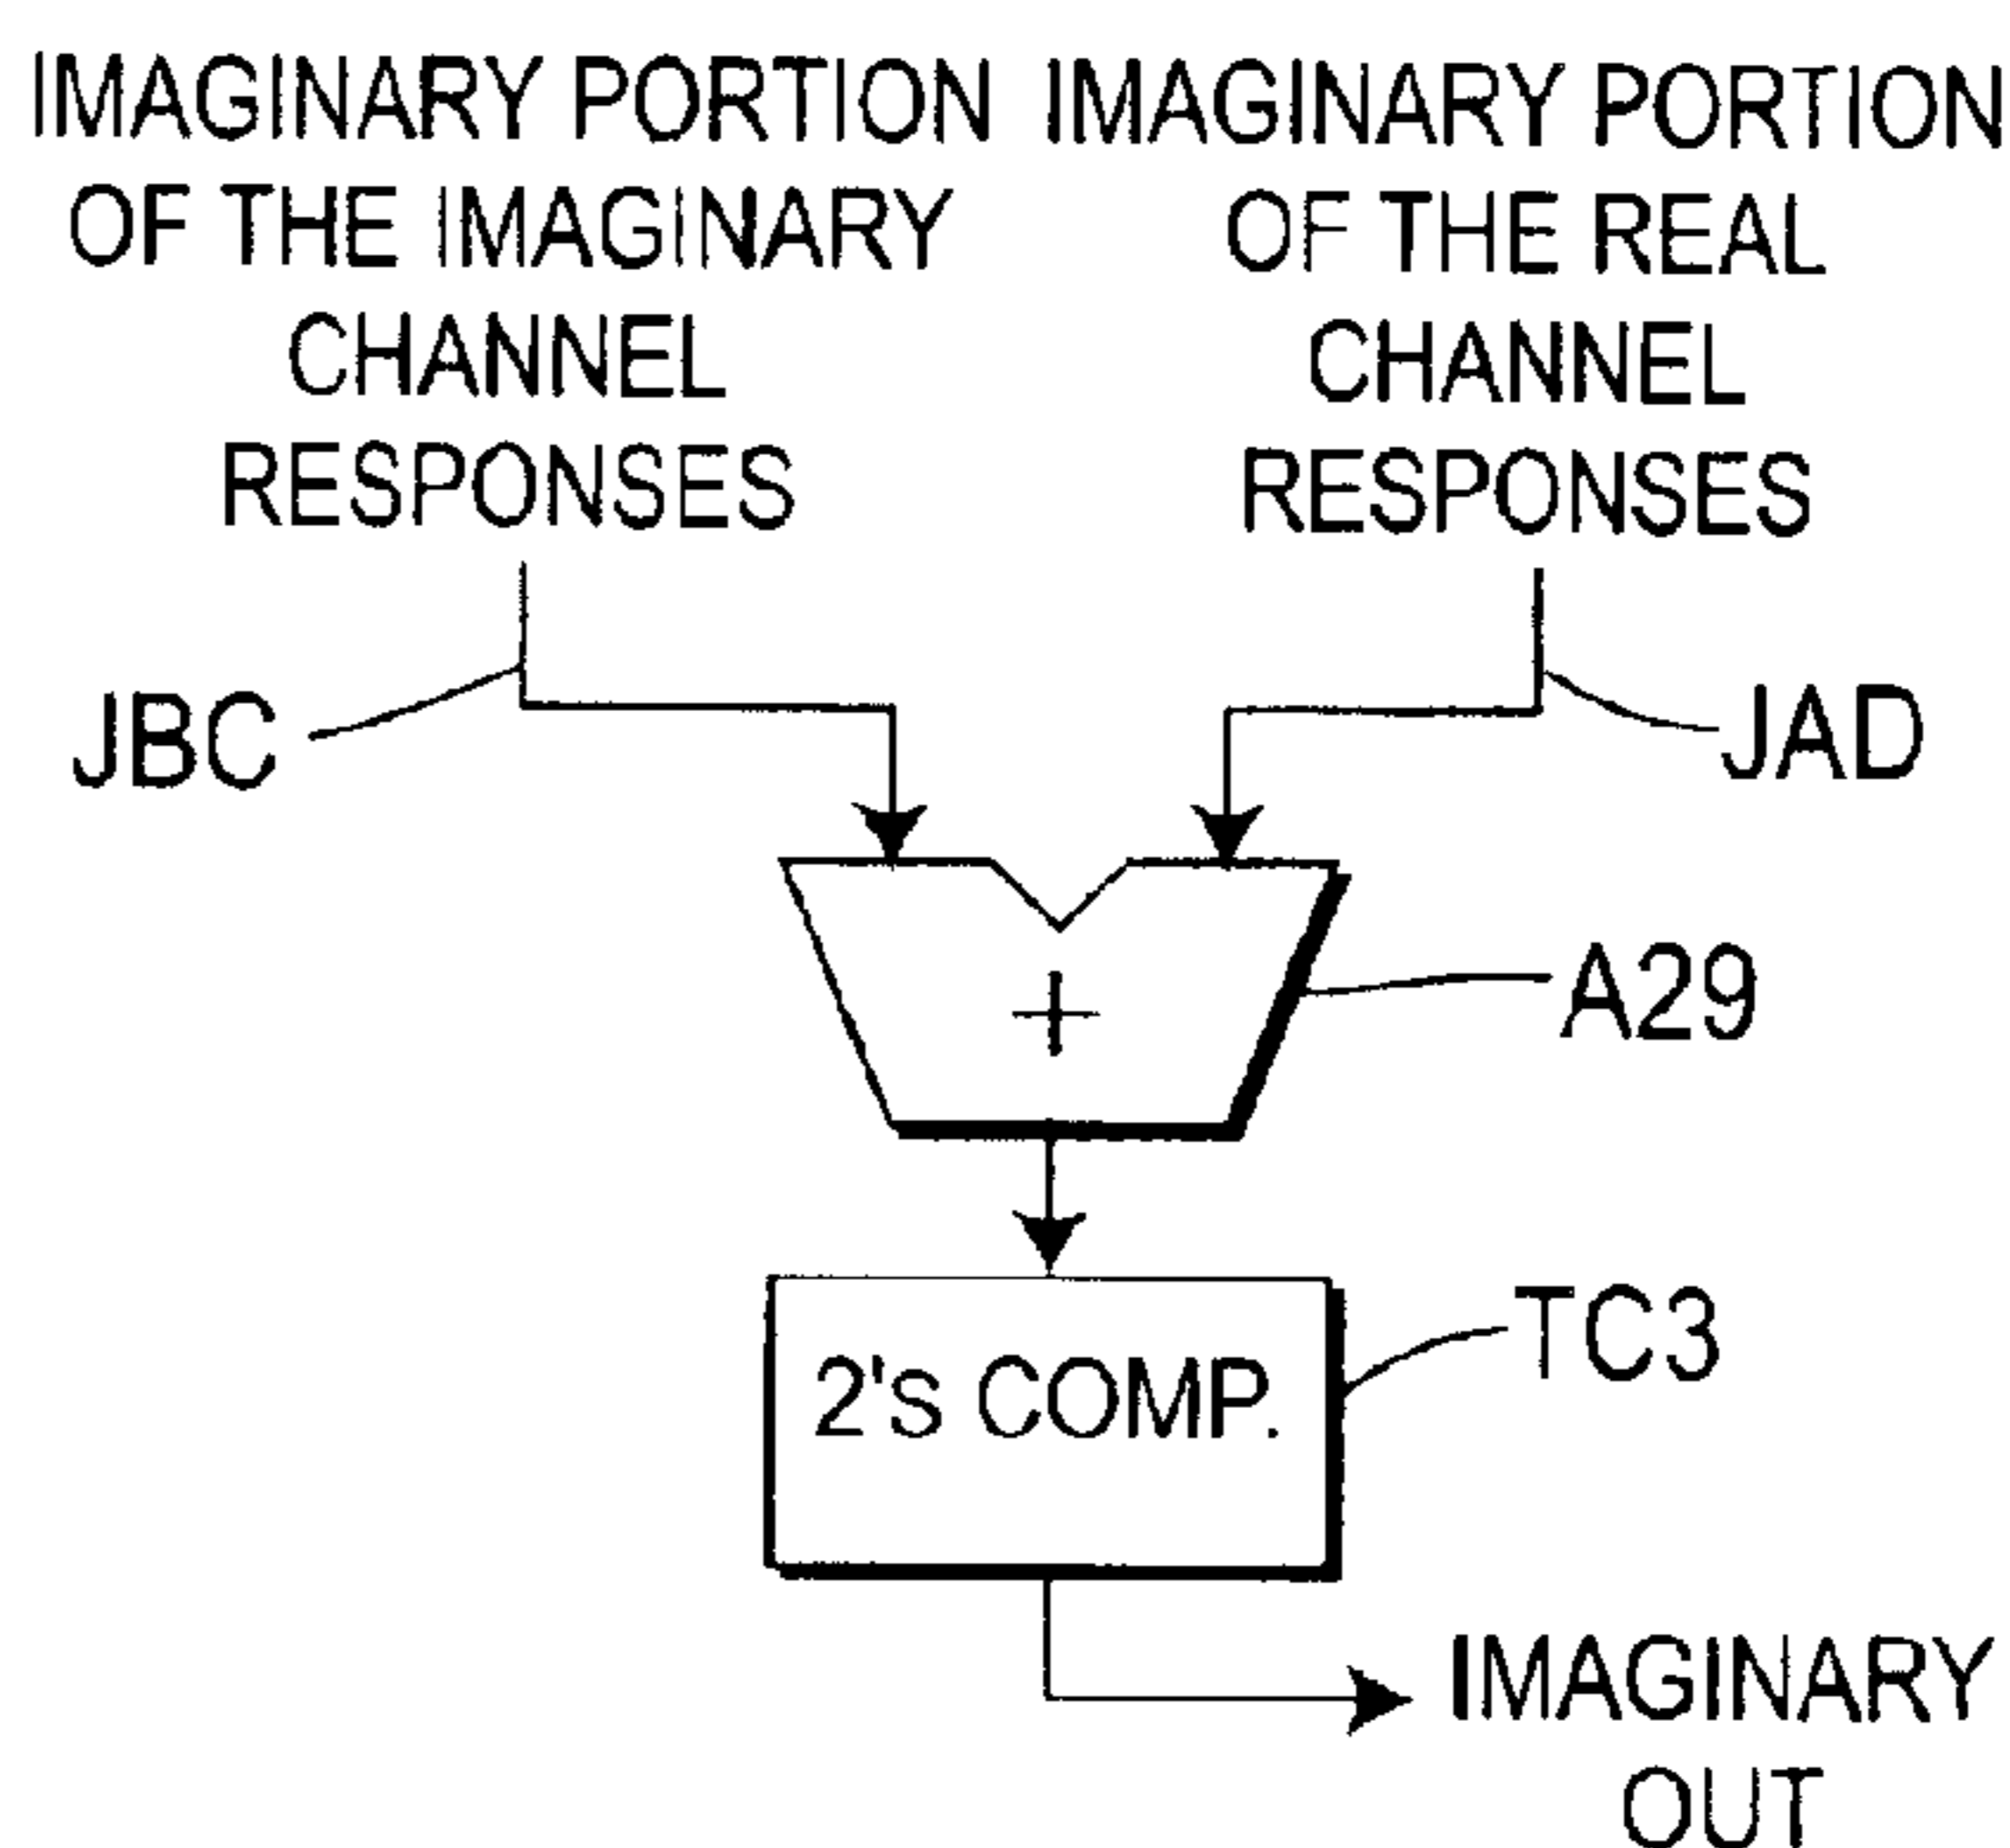 IMAGINARY PORTION
OF THE IMAGINARY
CHANNEL
RESPONSES
IMAGINARY PORTION
OF THE REAL
CHANNEL
RESPONSES
JBC
JAD
+
A29
2's COMP.
TC3
IMAGINARY
OUT